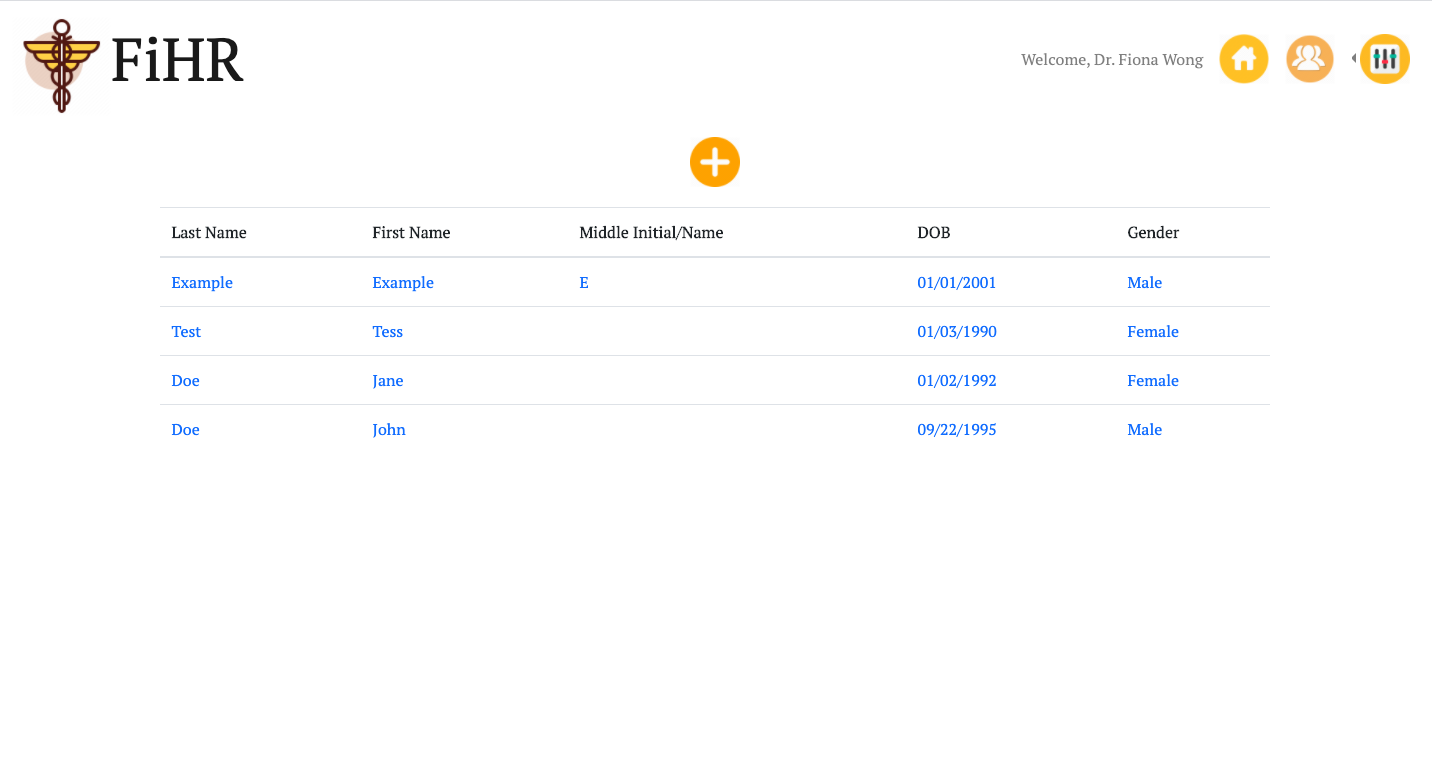 FiHR
Welcome, Dr. Fiona Wong
Last Name First Name Middle Initial/Name DOB Gender
Example Example E 01/01/2001 Male
Test Tess 01/03/1990 Female
Doe Jane 01/02/1992 Female
Doe John 09/22/1995 Male